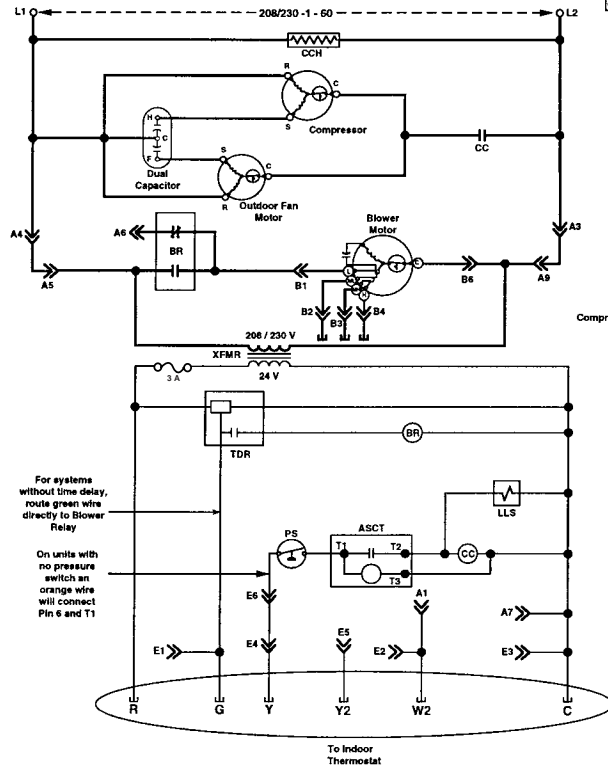 L1 208/230 -1 - 60 L2
CCH
R
C
S
Compressor
H
C
F
Dual
Capacitor
S
C
R
Outdoor Fan
Motor
CC
A4
A6
BR
A5
Blower
Motor
A3
B1
L
C
B6
A9
B2
B3
B4
Compr
208 / 230 V
XFMR
24 V
3 A
TDR
BR
For systems
without time delay,
route green wire
directly to Blower
Relay
LLS
On units with
no pressure
switch an
orange wire
will connect
Pin 6 and T1
PS
ASCT
T1
T2
T3
CC
E6
A1
A7
E1
E4
E5
E2
E3
R
G
Y
Y2
W2
C
To Indoor
Thermostat